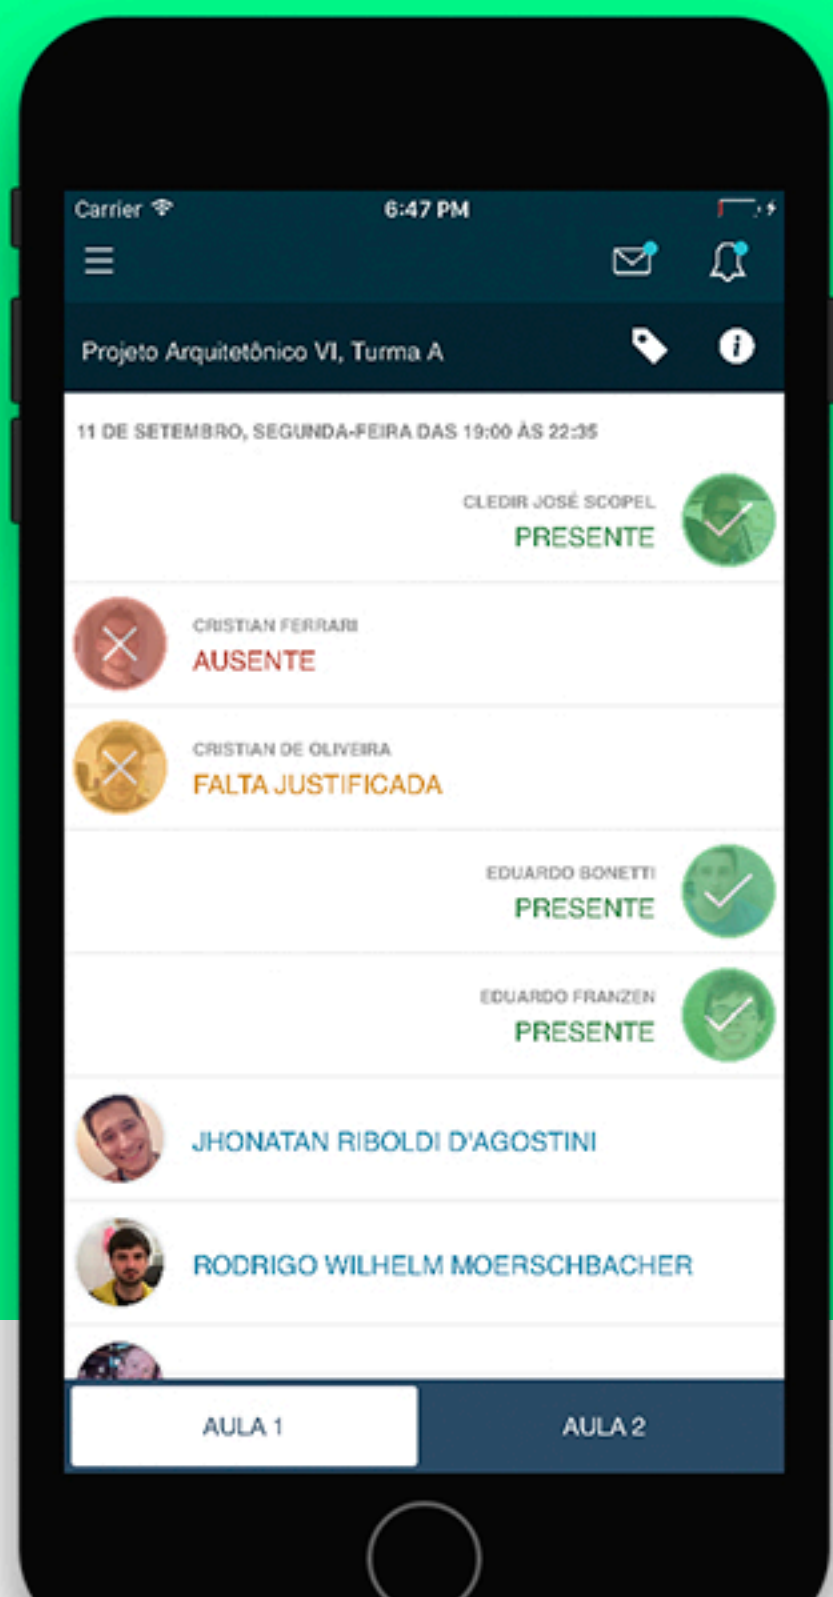 Carrier 6:47 PM
Projeto Arquitetônico VI, Turma A
11 DE SETEMBRO, SEGUNDA-FEIRA DAS 19:00 ÀS 22:35
CLEDIR JOSÉ SCOPEL
PRESENTE
CRISTIAN FERRARI
AUSENTE
CRISTIAN DE OLIVEIRA
FALTA JUSTIFICADA
EDUARDO BONETTI
PRESENTE
EDUARDO FRANZEN
PRESENTE
JHONATAN RIBOLDI D'AGOSTINI
RODRIGO WILHELM MOERSCHBACHER
AULA 1 AULA 2